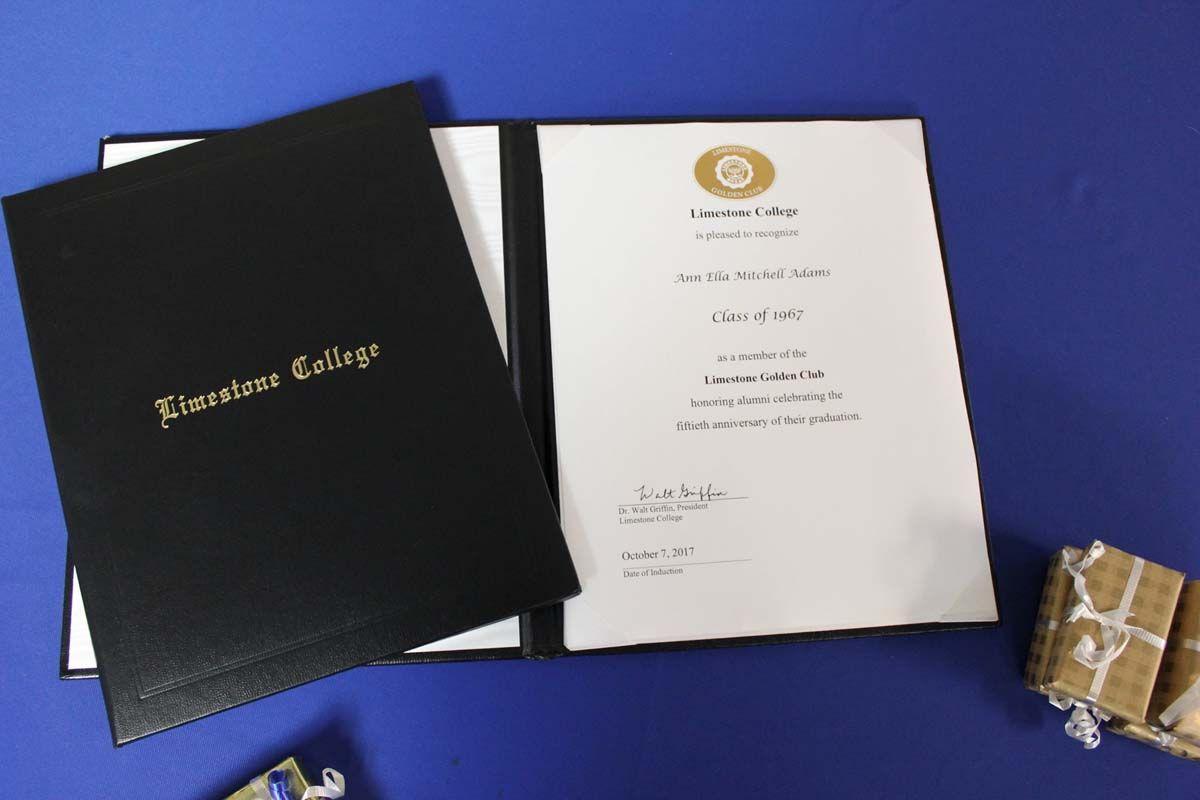 Limestone College
LIMESTONE
GOLDEN CLUB
Limestone College
is pleased to recognize
Ann Ella Mitchell Adams
Class of 1967
as a member of the
Limestone Golden Club
honoring alumni celebrating the
fiftieth anniversary of their graduation.
Walt Griffin
Dr. Walt Griffin, President
Limestone College
October 7, 2017
Date of Induction